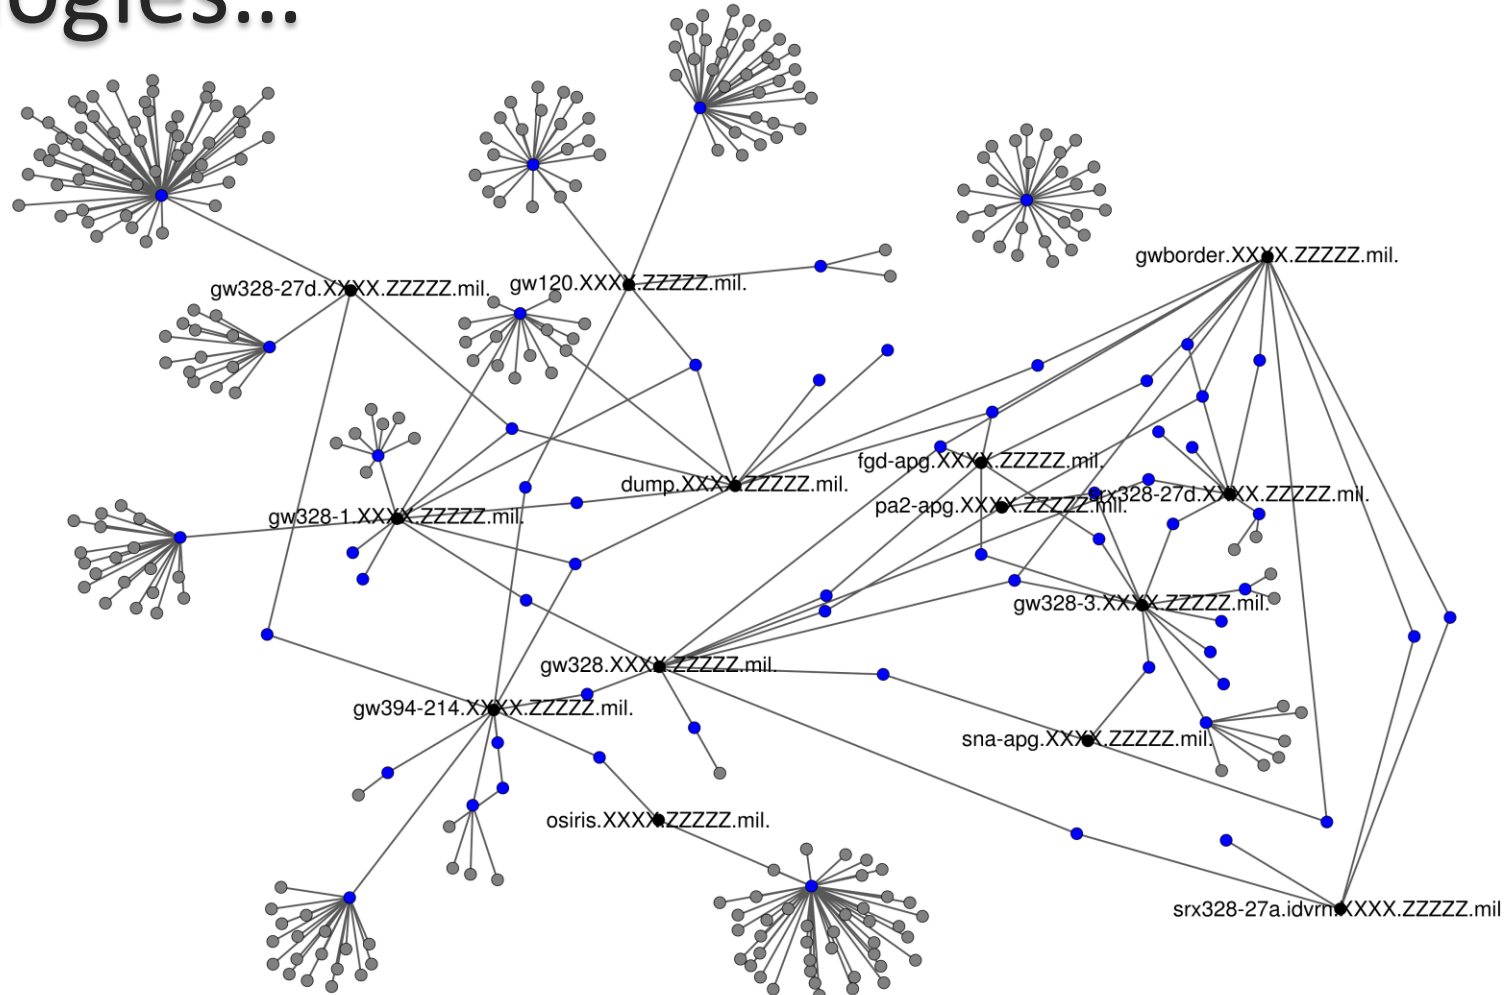 gwborder.XXXX.ZZZZZ.mil.
gw328-27d.XXXX.ZZZZZ.mil.
gw120.XXXX.ZZZZZ.mil.
fgd-apg.XXXX.ZZZZZ.mil.
dump.XXXX.ZZZZZ.mil.
srx328-27d.XXXX.ZZZZZ.mil.
pa2-apg.XXXX.ZZZZZ.mil.
gw328-1.XXXX.ZZZZZ.mil.
gw328-3.XXXX.ZZZZZ.mil.
gw328.XXXX.ZZZZZ.mil.
gw394-214.XXXX.ZZZZZ.mil.
sna-apg.XXXX.ZZZZZ.mil.
osiris.XXXX.ZZZZZ.mil.
srx328-27a.idvrn.XXXX.ZZZZZ.mil